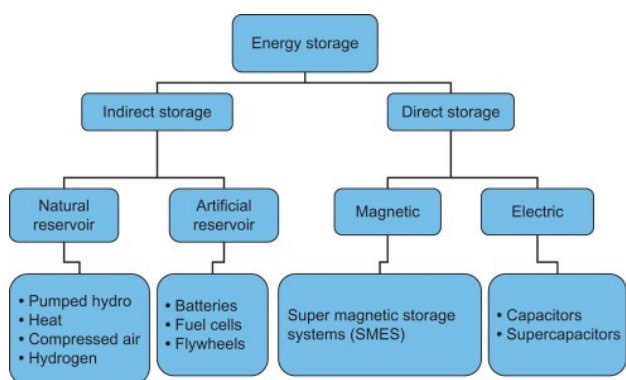 Energy storage
Indirect storage
Direct storage
Natural
reservoir
Artificial
reservoir
Magnetic
Electric
• Pumped hydro
• Heat
• Compressed air
• Hydrogen
• Batteries
• Fuel cells
• Flywheels
Super magnetic storage
systems (SMES)
• Capacitors
• Supercapacitors